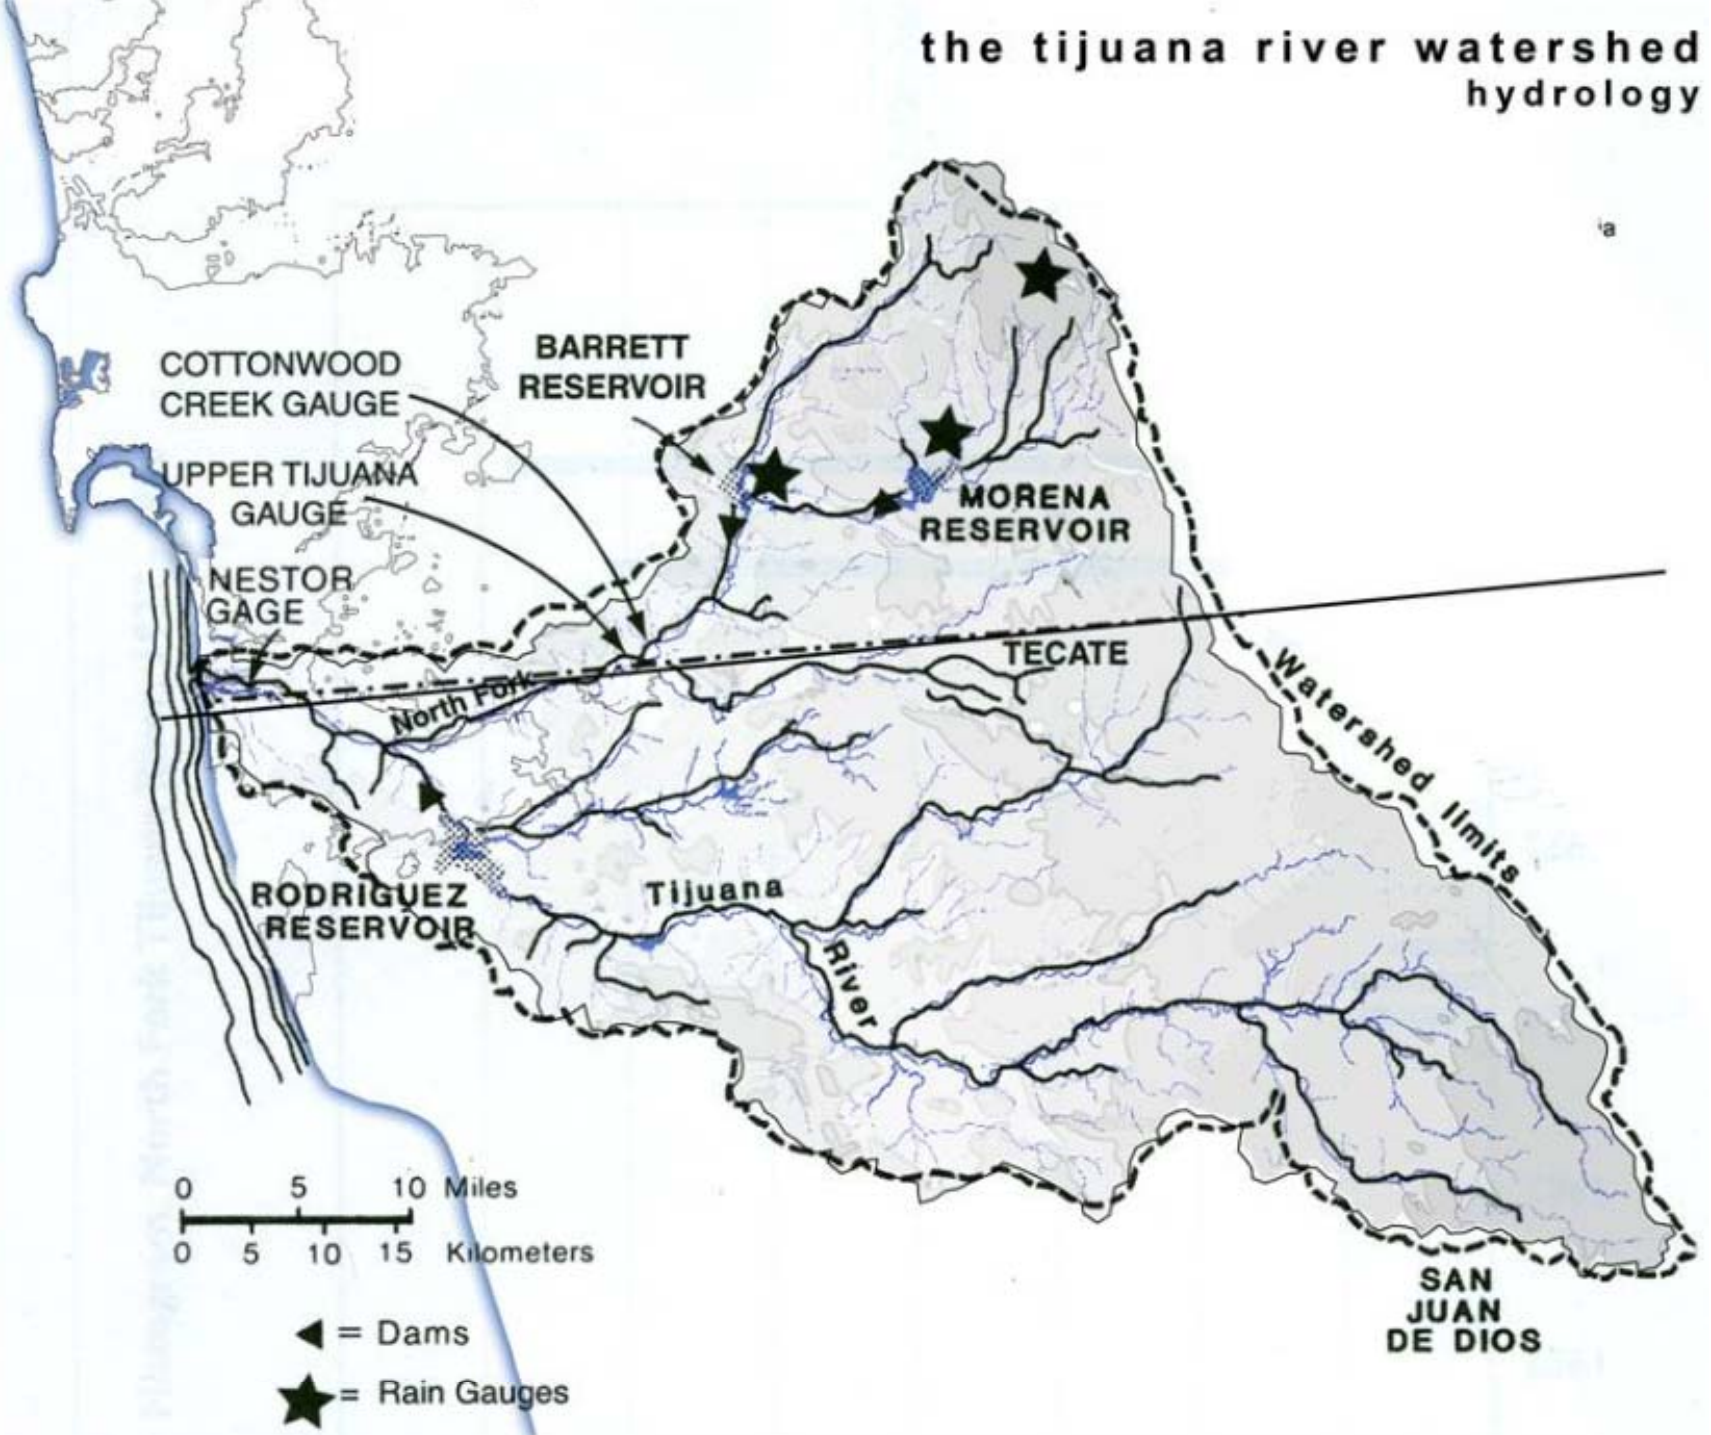 the tijuana river watershed
hydrology
COTTONWOOD
CREEK GAUGE
BARRETT
RESERVOIR
UPPER TIJUANA
GAUGE
MORENA
RESERVOIR
NESTOR
GAGE
TECATE
North Fork
Watershed limits
RODRIGUEZ
RESERVOIR
Tijuana
River
0 5 10 Miles
0 5 10 15 Kilometers
= Dams
= Rain Gauges
SAN
JUAN
DE DIOS